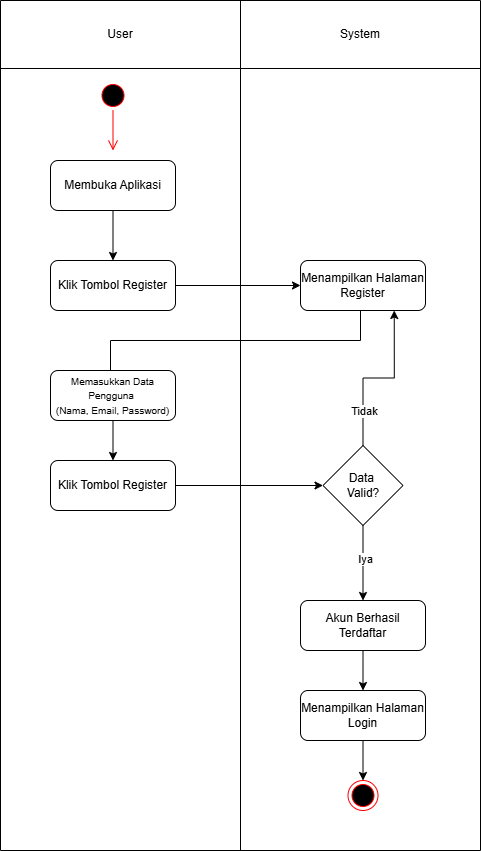 User
System
Membuka Aplikasi
Klik Tombol Register
Menampilkan Halaman
Register
Memasukkan Data
Pengguna
(Nama, Email, Password)
Tidak
Klik Tombol Register
Data
Valid?
Iya
Akun Berhasil
Terdaftar
Menampilkan Halaman
Login